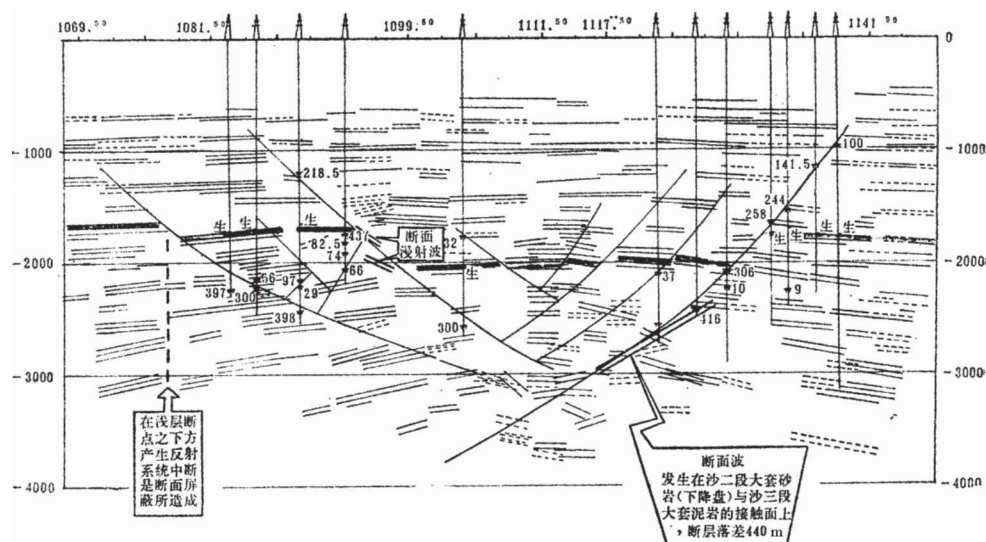 1069.⁵⁰ 1081.⁵⁰ 1099.⁵⁰ 1111.⁵⁰ 1117.⁵⁰ 1141⁵⁰
0 0
-1000 -1000
100
141.5
218.5
244
258
生 生 生 生 生 生 生
437
82.5
74
66
断面
漫射波
32
生
-2000 -2000
56-97
29
397
300
398
300
37
306
10
9
416
-3000 -3000
在浅层断
点之下方
产生反射
系统中断
是断面屏
蔽所造成
断面波
发生在沙二段大套砂
岩(下降盘)与沙三段
大套泥岩的接触面上
,断层落差440 m
-4000 -4000